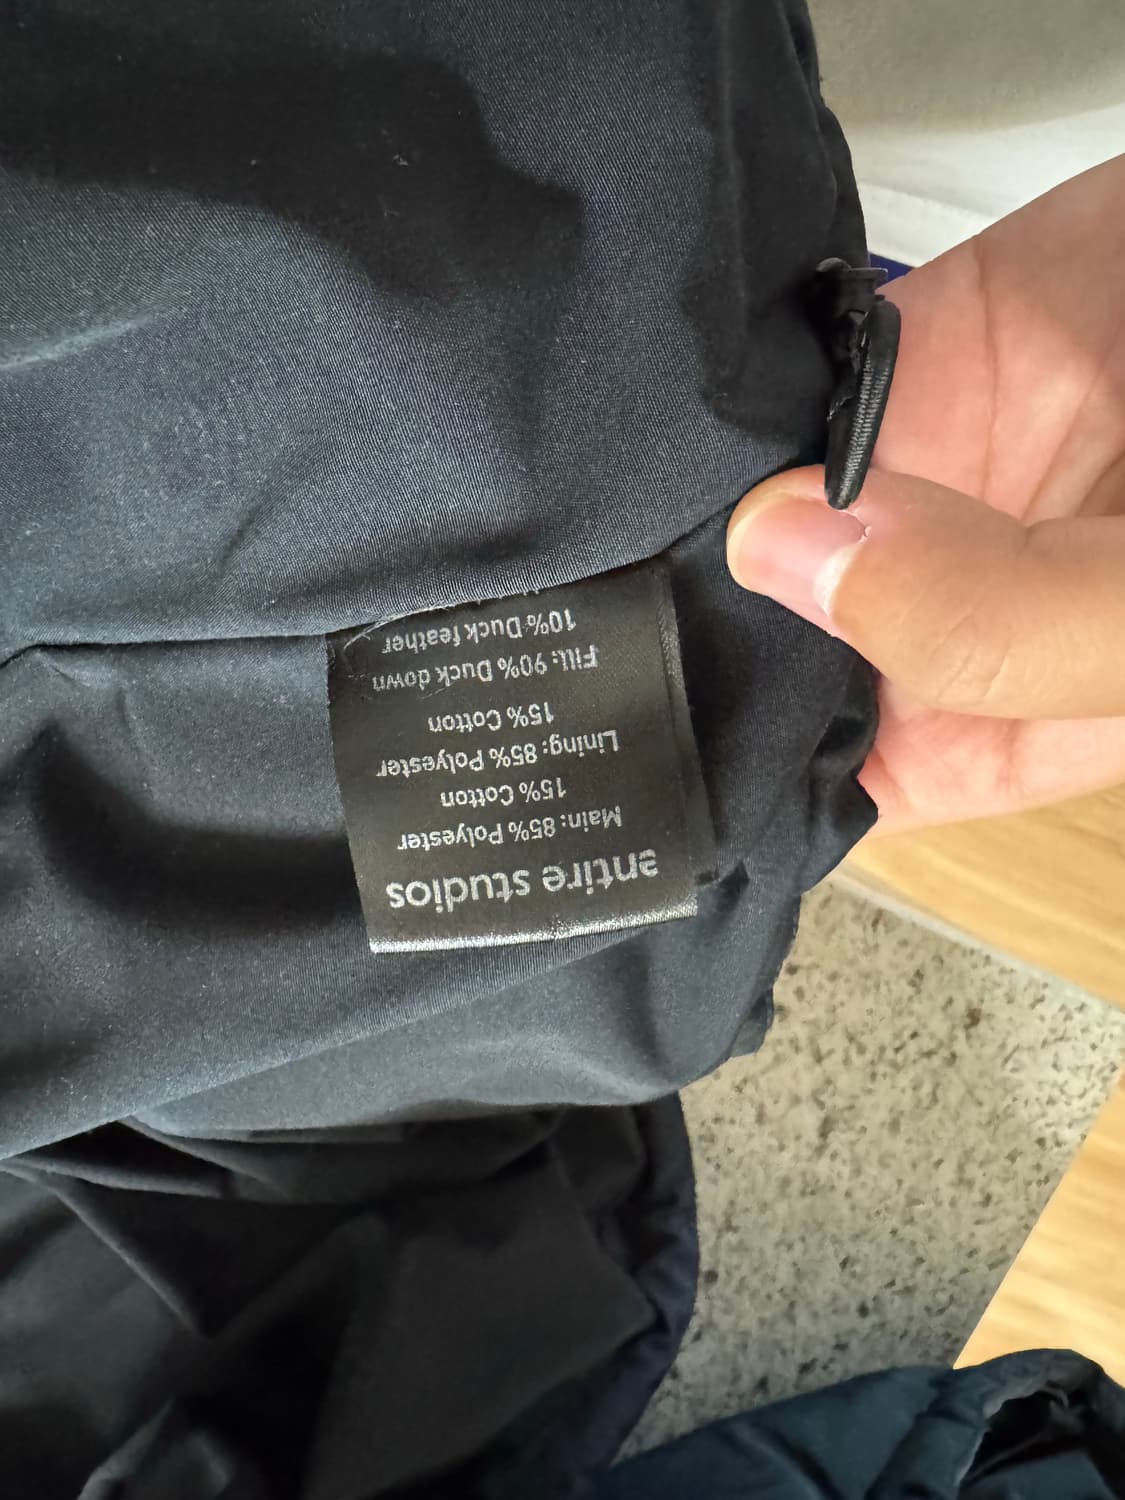 entire studios
Main: 85% Polyester
15% Cotton
Lining: 85% Polyester
15% Cotton
Fill: 90% Duck down
10% Duck feather